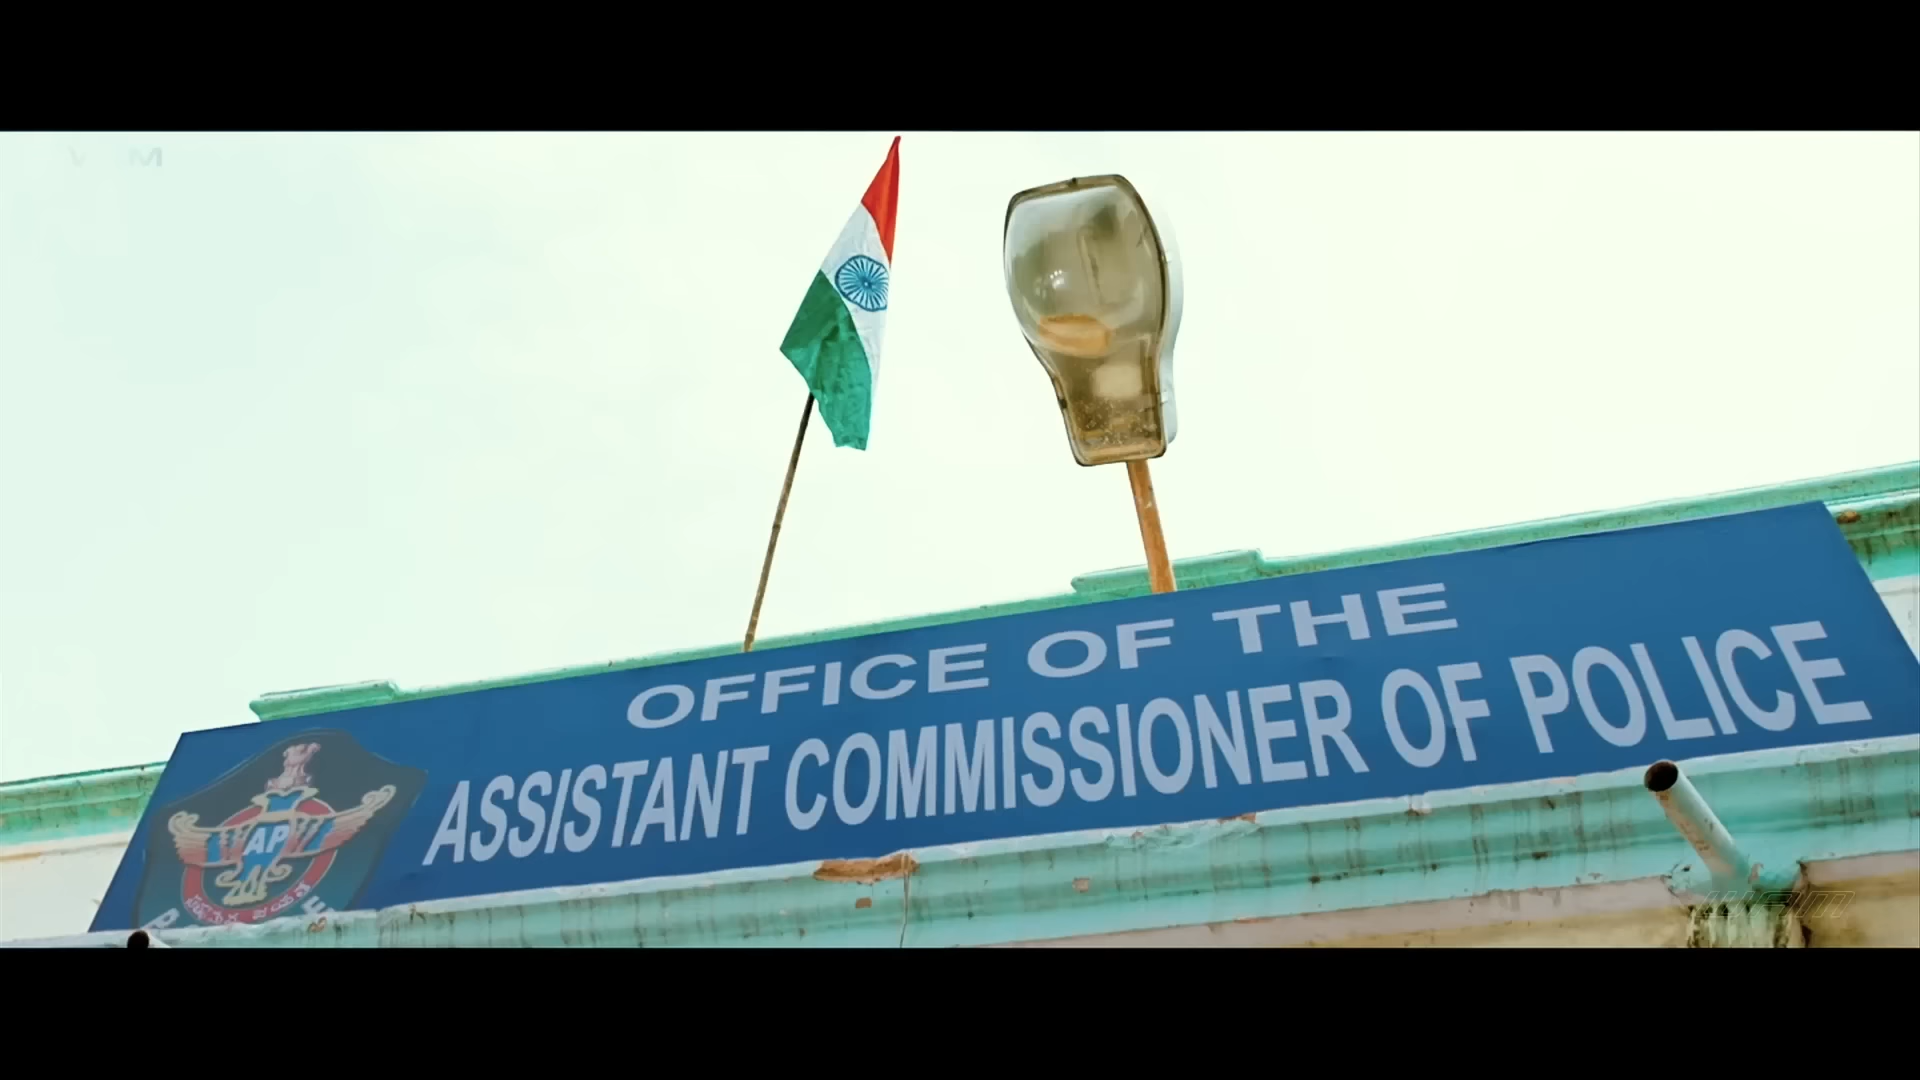 OFFICE OF THE
ASSISTANT COMMISSIONER OF POLICE
AP